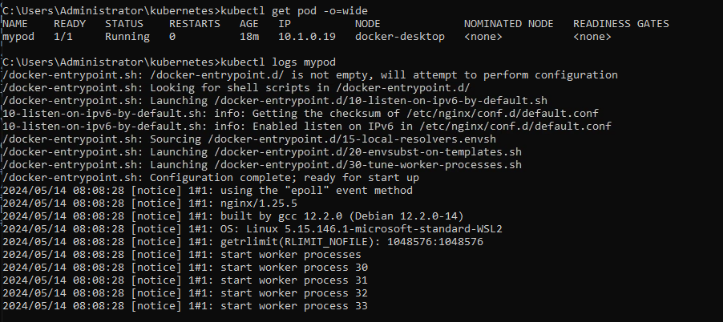 C:\Users\Administrator\kubernetes>kubectl get pod -o=wide
NAME READY STATUS RESTARTS AGE IP NODE NOMINATED NODE READINESS GATES
mypod 1/1 Running 0 18m 10.1.0.19 docker-desktop <none> <none>
C:\Users\Administrator\kubernetes>kubectl logs mypod
/docker-entrypoint.sh: /docker-entrypoint.d/ is not empty, will attempt to perform configuration
/docker-entrypoint.sh: Looking for shell scripts in /docker-entrypoint.d/
/docker-entrypoint.sh: Launching /docker-entrypoint.d/10-listen-on-ipv6-by-default.sh
10-listen-on-ipv6-by-default.sh: info: Getting the checksum of /etc/nginx/conf.d/default.conf
10-listen-on-ipv6-by-default.sh: info: Enabled listen on IPv6 in /etc/nginx/conf.d/default.conf
/docker-entrypoint.sh: Sourcing /docker-entrypoint.d/15-local-resolvers.envsh
/docker-entrypoint.sh: Launching /docker-entrypoint.d/20-envsubst-on-templates.sh
/docker-entrypoint.sh: Launching /docker-entrypoint.d/30-tune-worker-processes.sh
/docker-entrypoint.sh: Configuration complete; ready for start up
2024/05/14 08:08:28 [notice] 1#1: using the "epoll" event method
2024/05/14 08:08:28 [notice] 1#1: nginx/1.25.5
2024/05/14 08:08:28 [notice] 1#1: built by gcc 12.2.0 (Debian 12.2.0-14)
2024/05/14 08:08:28 [notice] 1#1: OS: Linux 5.15.146.1-microsoft-standard-WSL2
2024/05/14 08:08:28 [notice] 1#1: getrlimit(RLIMIT_NOFILE): 1048576:1048576
2024/05/14 08:08:28 [notice] 1#1: start worker processes
2024/05/14 08:08:28 [notice] 1#1: start worker process 30
2024/05/14 08:08:28 [notice] 1#1: start worker process 31
2024/05/14 08:08:28 [notice] 1#1: start worker process 32
2024/05/14 08:08:28 [notice] 1#1: start worker process 33